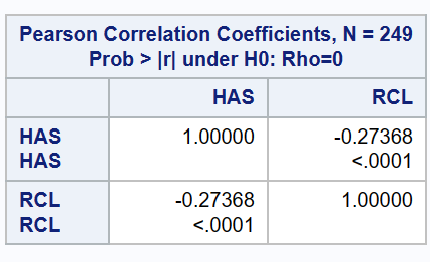 Pearson Correlation Coefficients, N = 249
Prob > |r| under H0: Rho=0
HAS RCL
HAS 1.00000 -0.27368
HAS <.0001
RCL -0.27368 1.00000
RCL <.0001